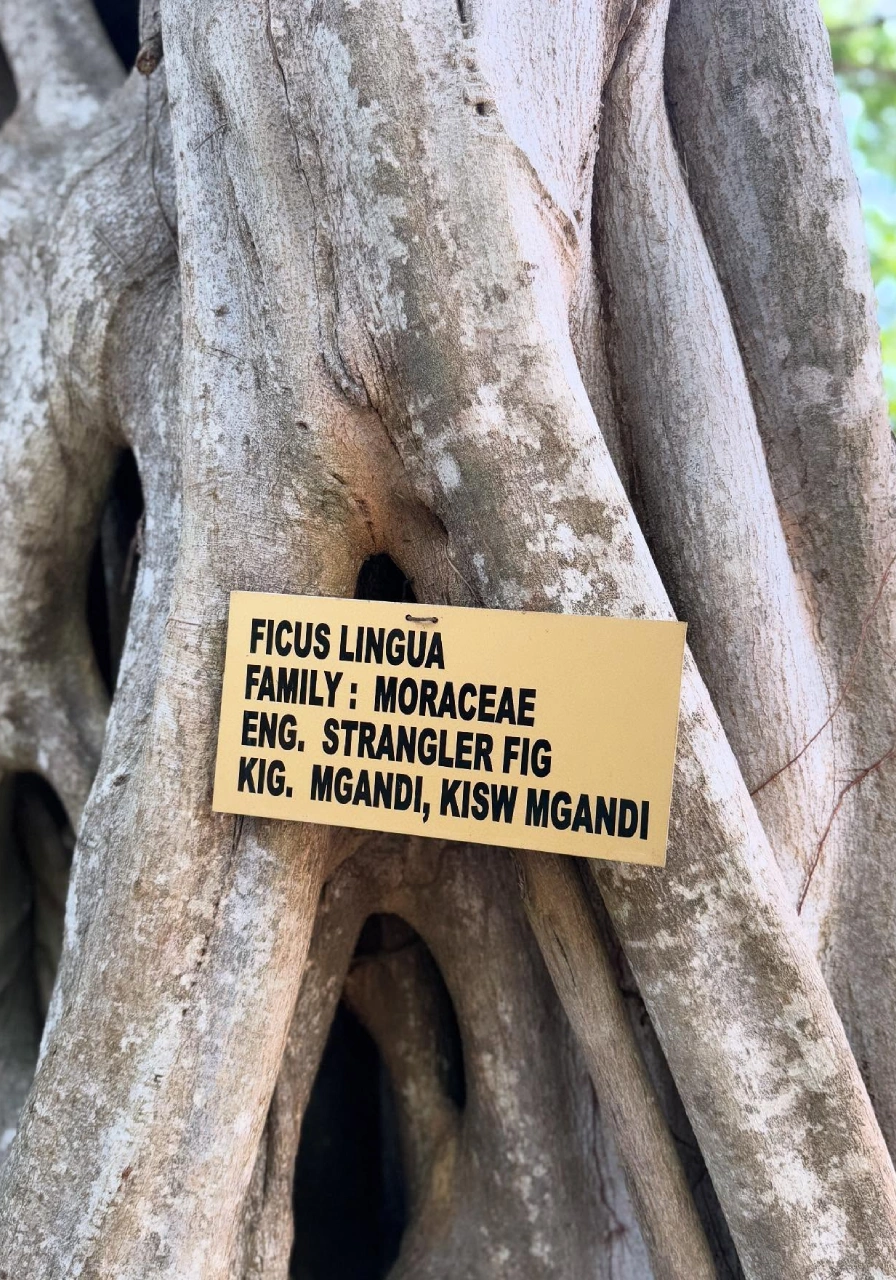 FICUS LINGUA
FAMILY : MORACEAE
ENG. STRANGLER FIG
KIG. MGANDI, KISW MGANDI